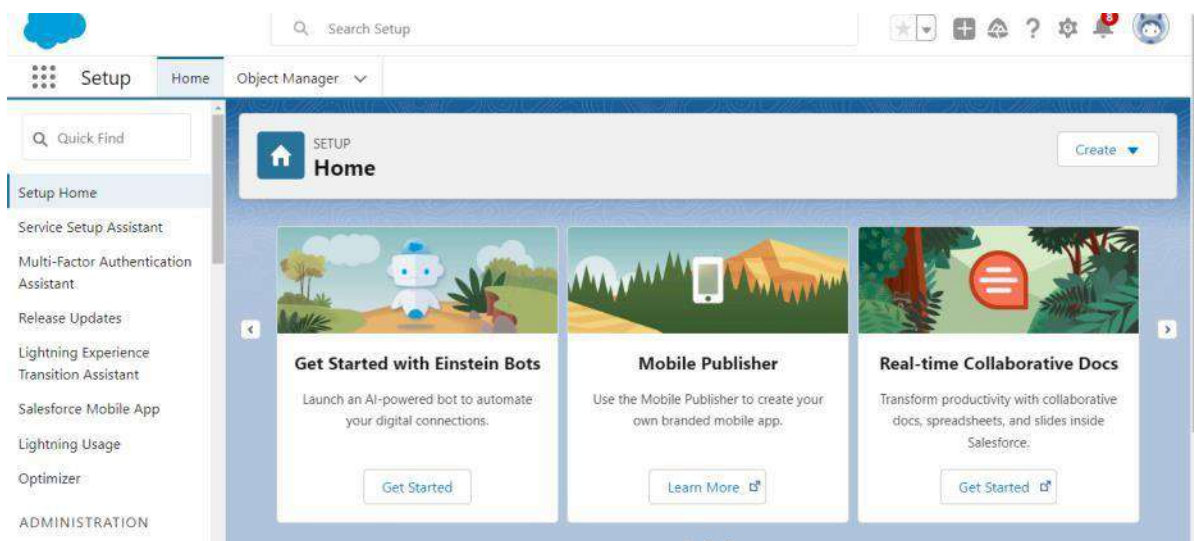 Search Setup
8
Setup
Home
Object Manager
Quick Find
SETUP
Home
Create
Setup Home
Service Setup Assistant
Multi-Factor Authentication
Assistant
Release Updates
Lightning Experience
Transition Assistant
Salesforce Mobile App
Lightning Usage
Optimizer
ADMINISTRATION
Get Started with Einstein Bots
Launch an AI-powered bot to automate
your digital connections.
Get Started
Mobile Publisher
Use the Mobile Publisher to create your
own branded mobile app.
Learn More
Real-time Collaborative Docs
Transform productivity with collaborative
docs, spreadsheets, and slides inside
Salesforce.
Get Started